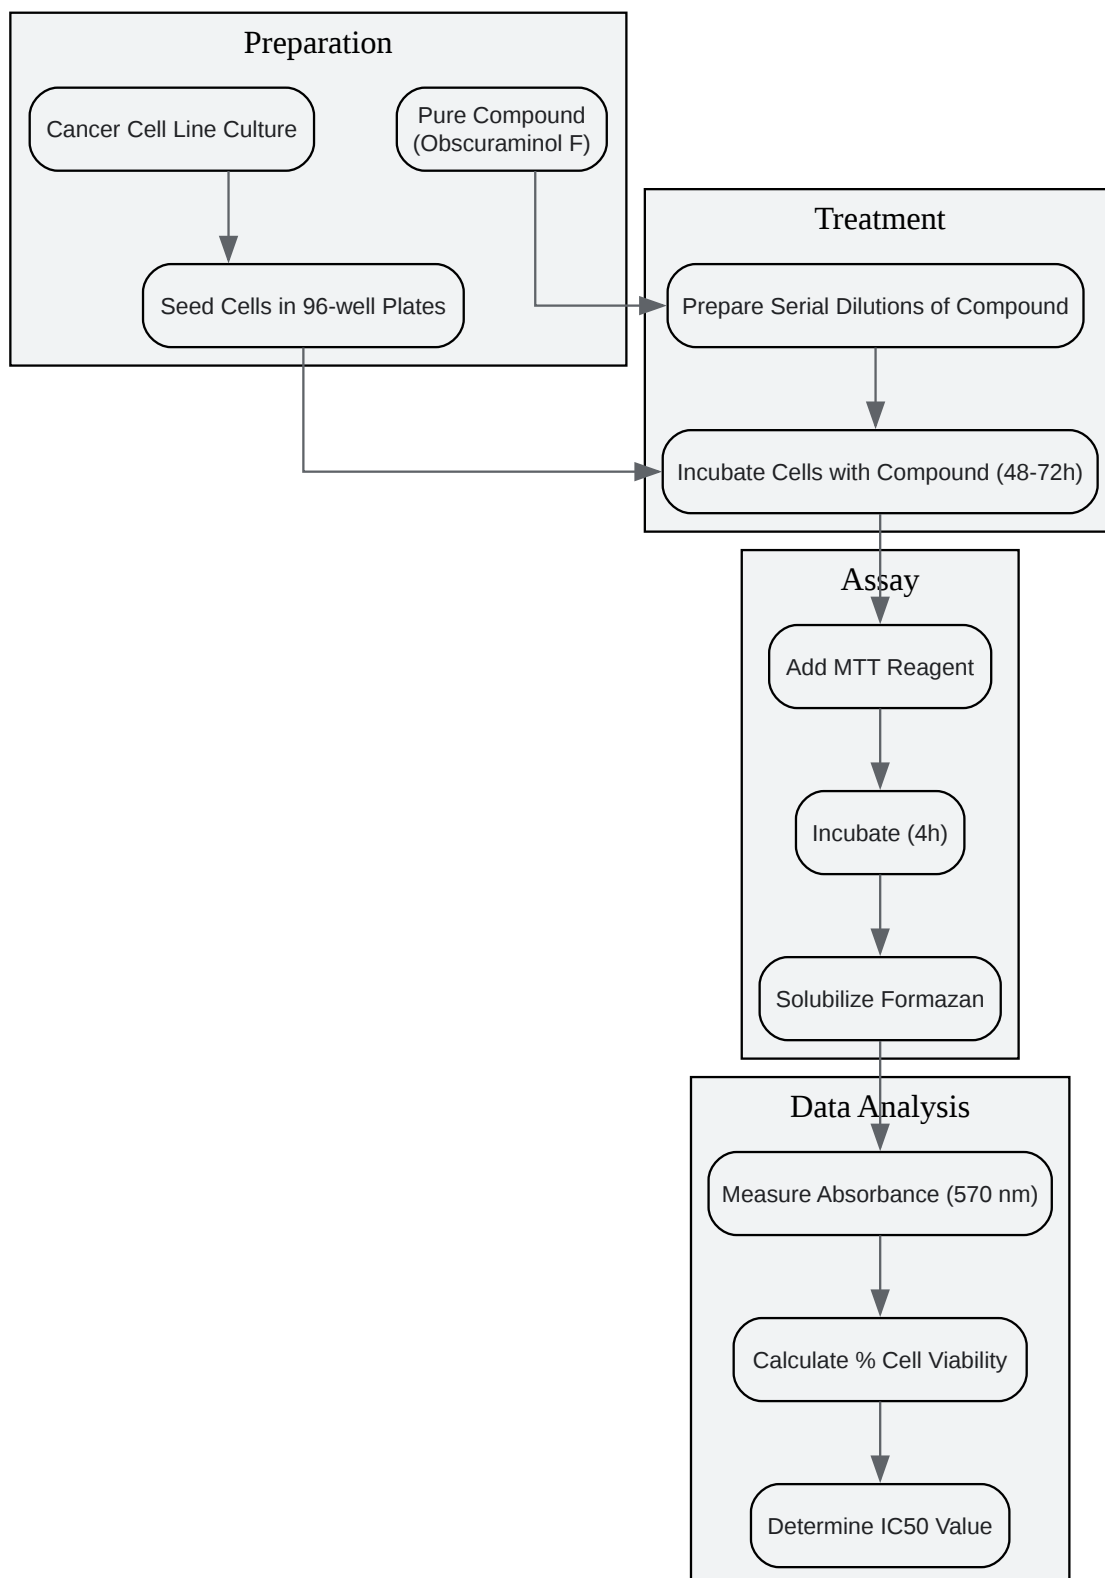 Preparation
Cancer Cell Line Culture
Pure Compound
(Obscuraminol F)
Seed Cells in 96-well Plates
Treatment
Prepare Serial Dilutions of Compound
Incubate Cells with Compound (48-72h)
Assay
Add MTT Reagent
Incubate (4h)
Solubilize Formazan
Data Analysis
Measure Absorbance (570 nm)
Calculate % Cell Viability
Determine IC50 Value